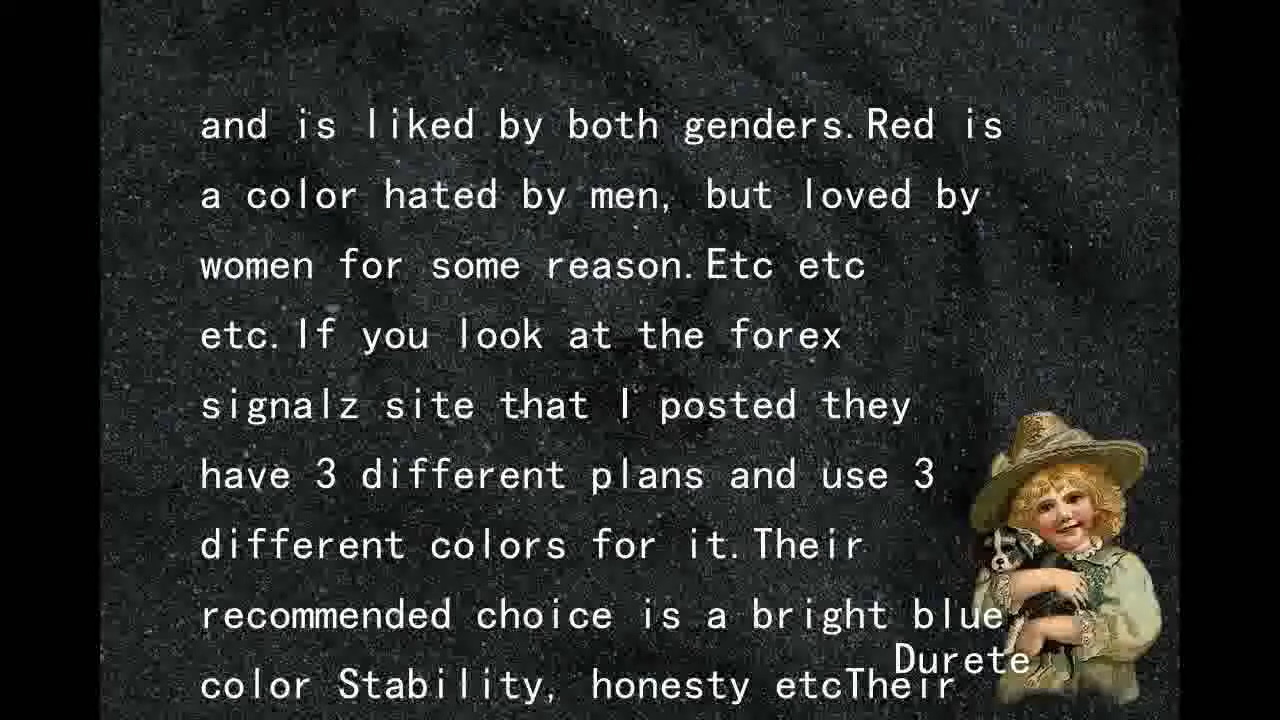 and is liked by both genders.Red is
a color hated by men, but loved by
women for some reason.Etc etc
etc.If you look at the forex
signalz site that I posted they
have 3 different plans and use 3
different colors for it.Their
recommended choice is a bright blue
Durete
color Stability, honesty etcTheir